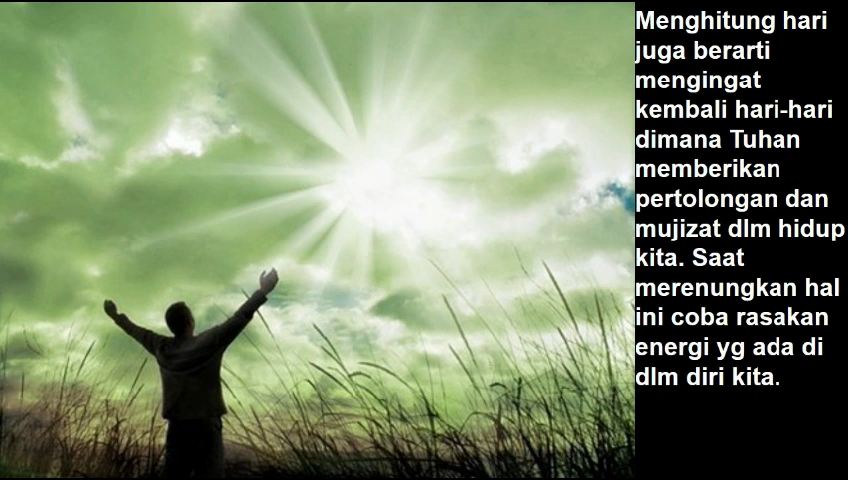 Menghitung hari
juga berarti
mengingat
kembali hari-hari
dimana Tuhan
memberikan
pertolongan dan
mujizat dlm hidup
kita. Saat
merenungkan hal
ini coba rasakan
energi yg ada di
dlm diri kita.